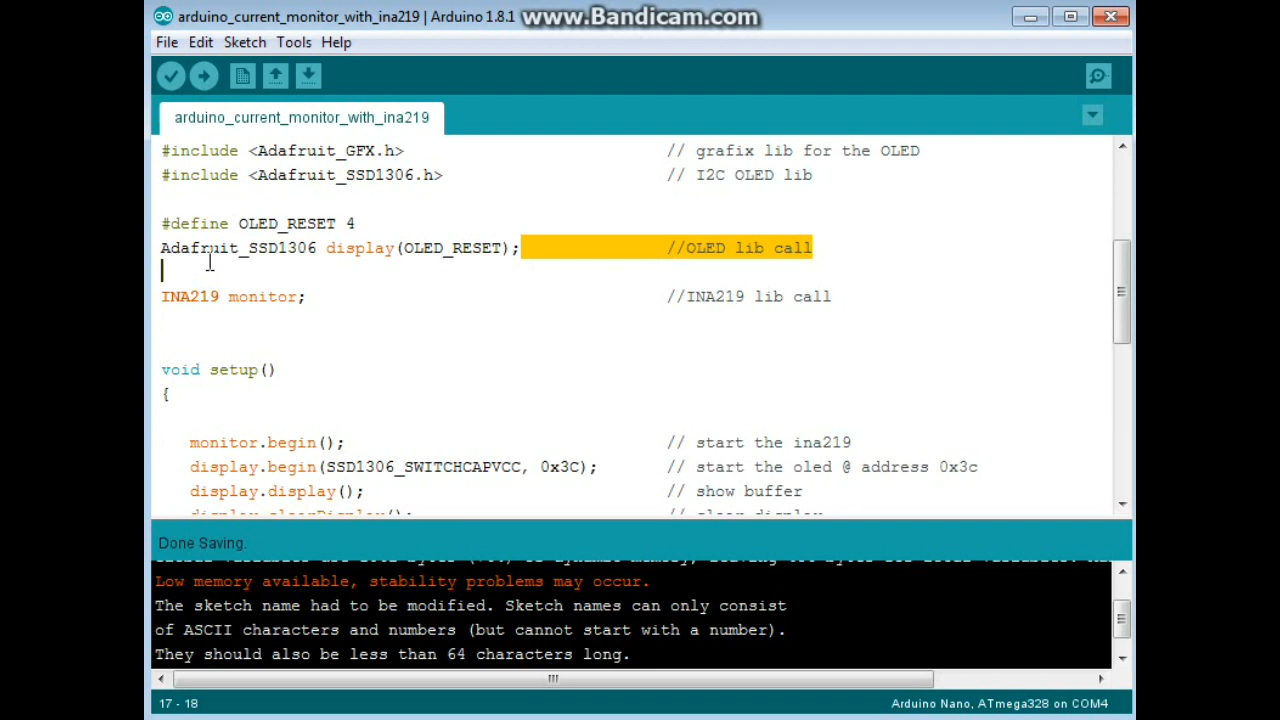 arduino_current_monitor_with_ina219 | Arduino 1.8.1
www.Bandicam.com
File Edit Sketch Tools Help
arduino_current_monitor_with_ina219
#include <Adafruit_GFX.h> // grafix lib for the OLED
#include <Adafruit_SSD1306.h> // I2C OLED lib
#define OLED_RESET 4
Adafruit_SSD1306 display(OLED_RESET); //OLED lib call
INA219 monitor; //INA219 lib call
void setup()
{
monitor.begin(); // start the ina219
display.begin(SSD1306_SWITCHCAPVCC, 0x3C); // start the oled @ address 0x3c
display.display(); // show buffer
display.clearDisplay(); // clear display
Done Saving.
Low memory available, stability problems may occur.
The sketch name had to be modified. Sketch names can only consist
of ASCII characters and numbers (but cannot start with a number).
They should also be less than 64 characters long.
17 - 18
Arduino Nano, ATmega328 on COM4